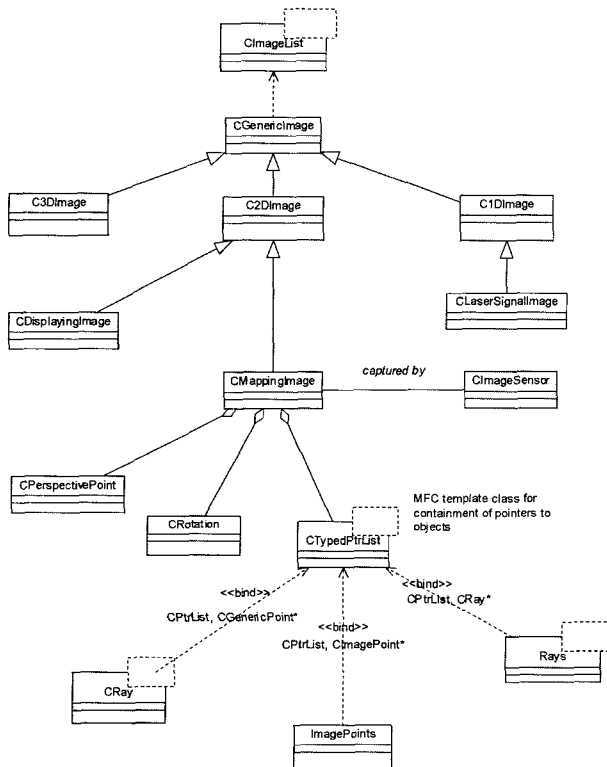 CImageList
CGenericImage
C3DImage
C2DImage
C1DImage
CDisplayingImage
CLaserSignalImage
CMappingImage
captured by
CImageSensor
CPerspectivePoint
CRotation
CTypedPtrList
MFC template class for
containment of pointers to
objects
<<bind>>
CPtrList, CGenericPoint*
<<bind>>
CPtrList, CImagePoint*
<<bind>>
CPtrList, CRay*
CRay
Rays
ImagePoints